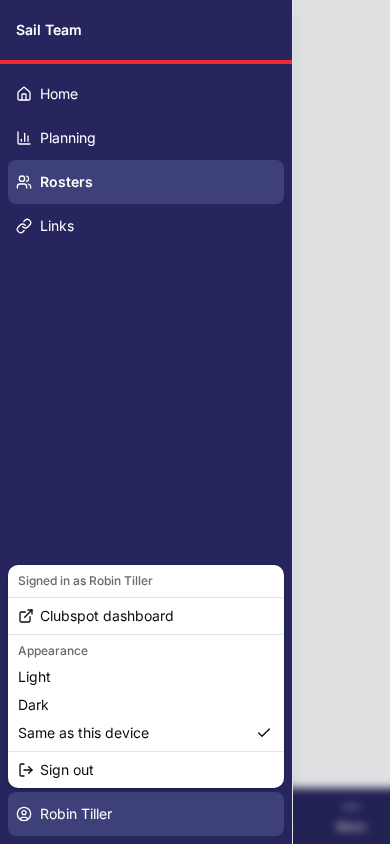 Sail Team
Home
Planning
Rosters
Links
Signed in as Robin Tiller
Clubspot dashboard
Appearance
Light
Dark
Same as this device
Sign out
Robin Tiller